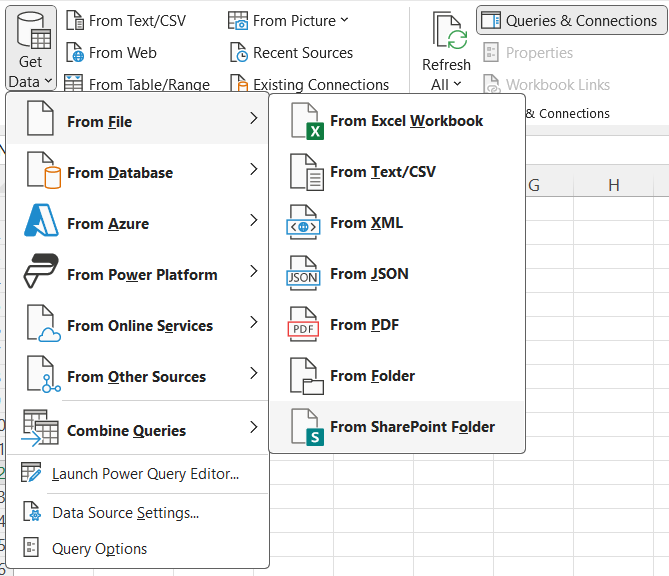 Get
Data
From Text/CSV
From Web
From Table/Range
From Picture
Recent Sources
Existing Connections
Refresh
All
Queries & Connections
Properties
Workbook Links
& Connections
From File
From Database
From Azure
From Power Platform
From Online Services
From Other Sources
Combine Queries
Launch Power Query Editor...
Data Source Settings...
Query Options
From Excel Workbook
From Text/CSV
From XML
JSON
From JSON
PDF
From PDF
From Folder
From SharePoint Folder
G
H